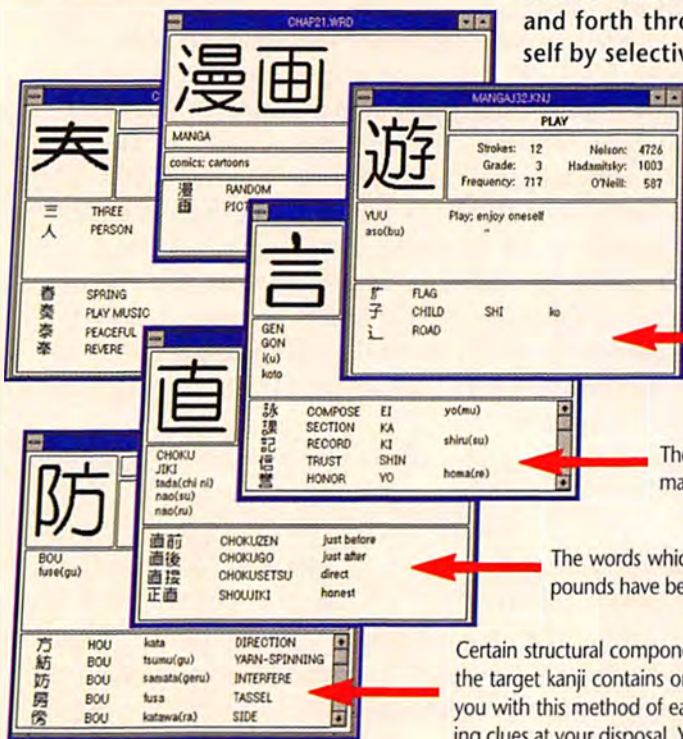 and forth thro
self by selectiv
CHAP21.WRD
漫画
MANGA
comics; cartoons
漫 RANDOM
画 PICT
三 THREE
人 PERSON
春 SPRING
奏 PLAY MUSIC
泰 PEACEFUL
奉 REVERE
MANGAJ32.KNJ
遊
PLAY
Strokes: 12 Nelson: 4726
Grade: 3 Hadamitsky: 1003
Frequency: 717 O'Neill: 587
YUU Play; enjoy oneself
aso(bu) "
FLAG
子 CHILD SHI ko
辶 ROAD
言
GEN
GON
i(u)
koto
詠 COMPOSE EI yo(mu)
課 SECTION KA
記 RECORD KI shiru(su)
信 TRUST SHIN
誉 HONOR YO homa(re)
The
ma
直
CHOKU
JIKI
tada(chi ni)
nao(su)
nao(ru)
直前 CHOKUZEN just before
直後 CHOKUGO just after
直接 CHOKUSETSU direct
正直 SHOUJIKI honest
The words whic
pounds have be
防
BOU
fuse(gu)
方 HOU kata DIRECTION
紡 BOU tsumu(gu) YARN-SPINNING
妨 BOU samata(geru) INTERFERE
房 BOU fusa TASSEL
傍 BOU katawa(ra) SIDE
Certain structural compone
the target kanji contains or
you with this method of ea
ing clues at your disposal. Y